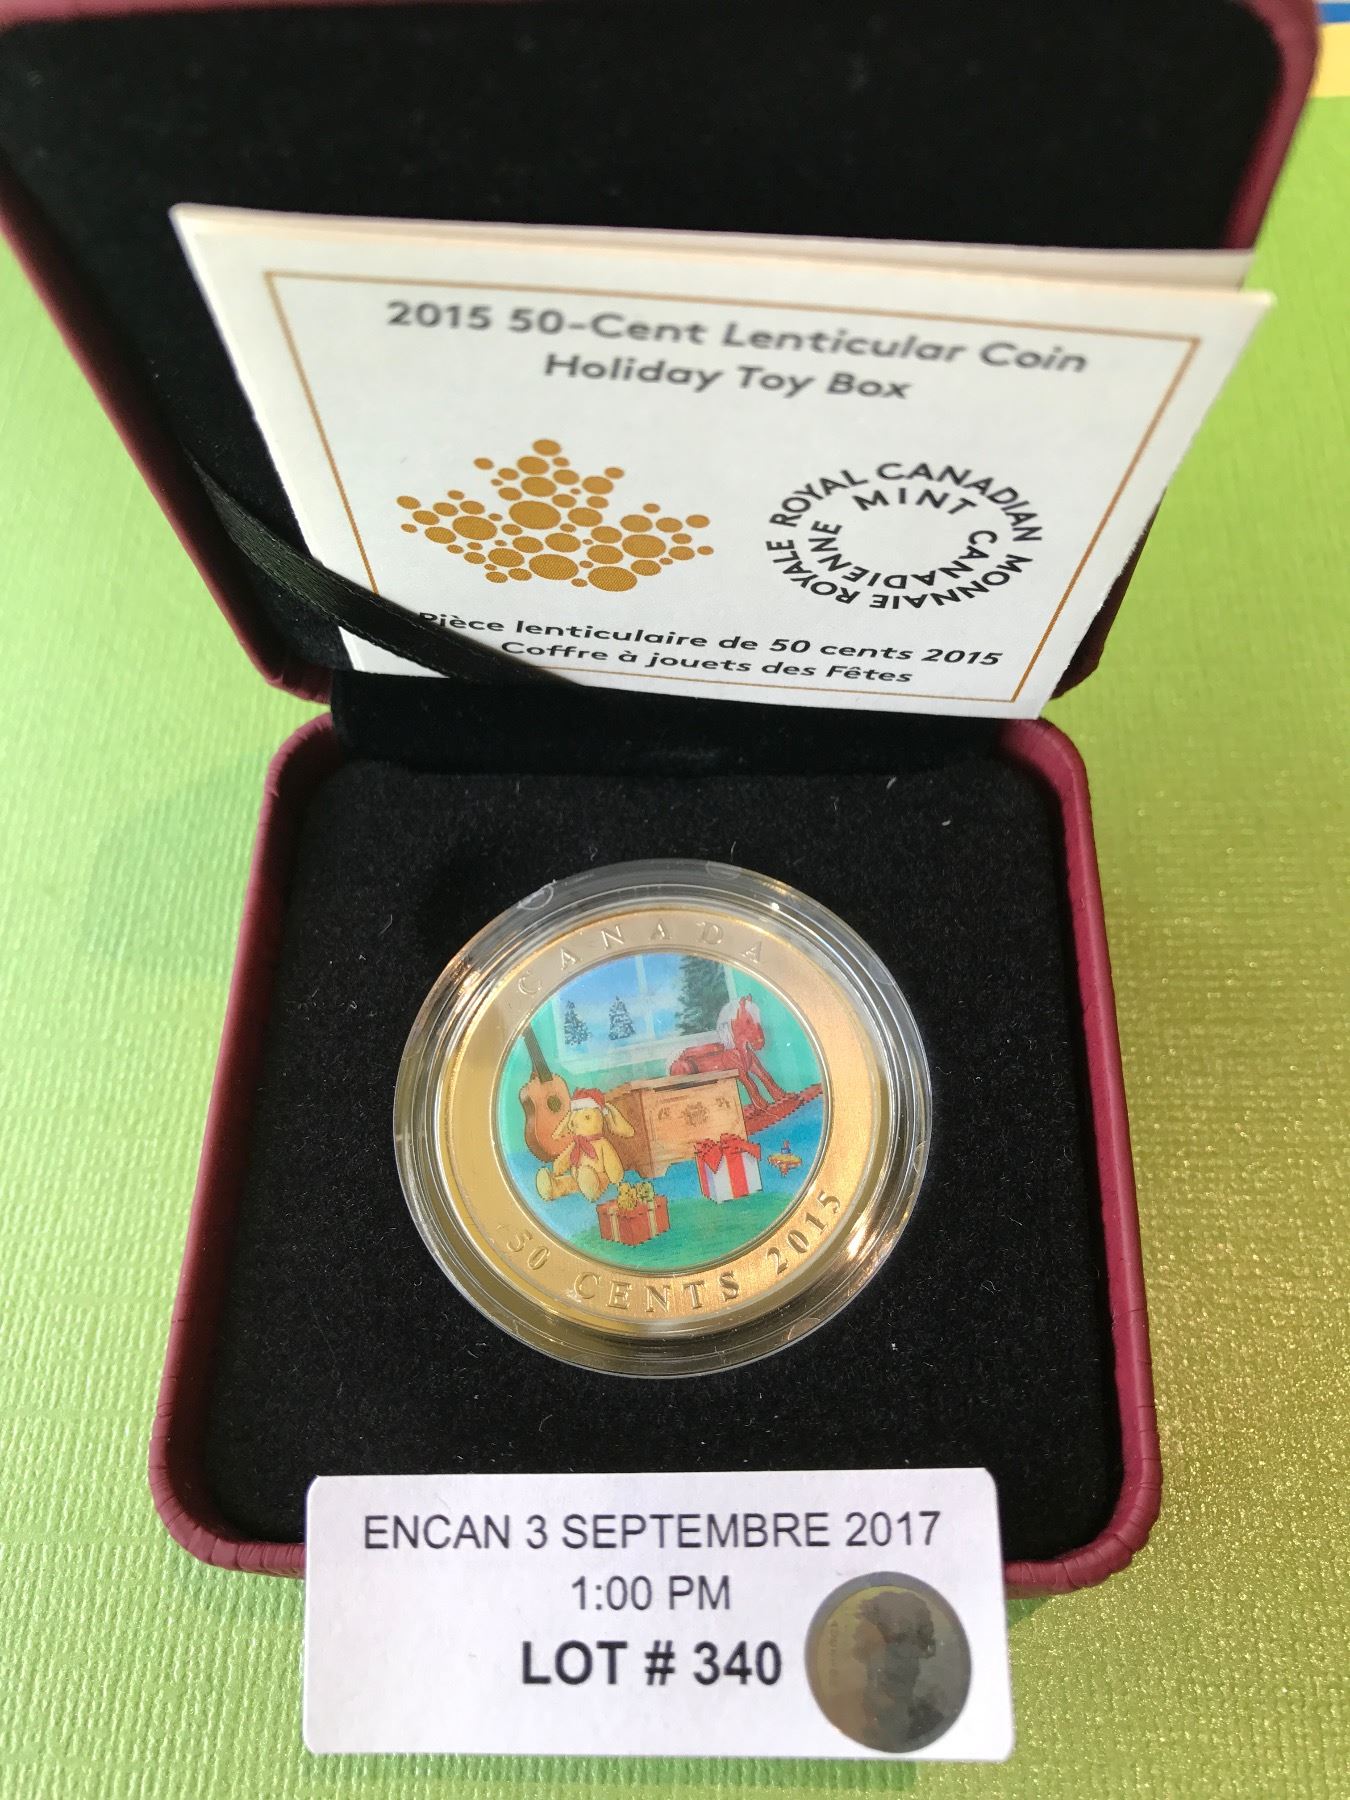 2015 50-Cent Lenticular Coin
Holiday Toy Box
ROYAL CANADIAN MINT
MONNAIE ROYALE CANADIENNE
Pièce lenticulaire de 50 cents 2015
Coffre à jouets des Fêtes
CANADA
50 CENTS 2015
ENCAN 3 SEPTEMBRE 2017
1:00 PM
LOT # 340